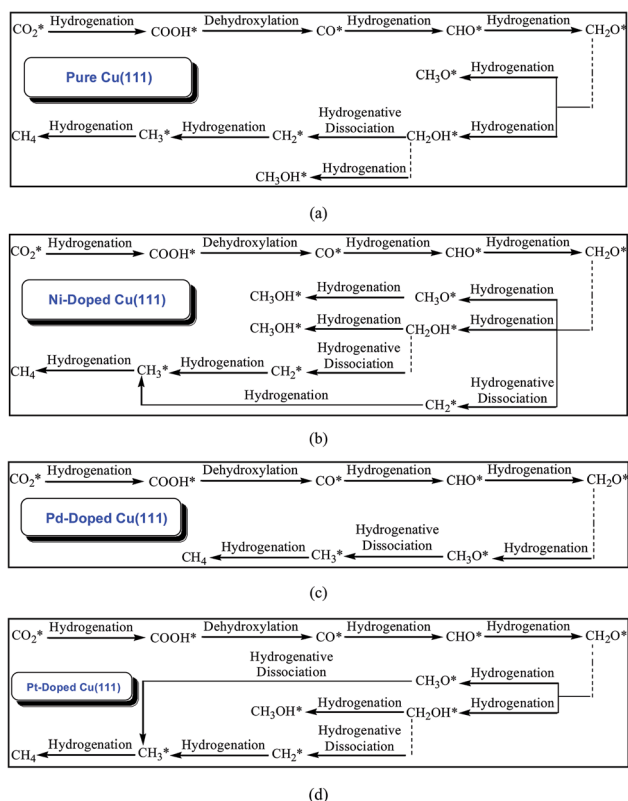 Hydrogenation Dehydroxylation Hydrogenation Hydrogenation
CO₂* COOH* CO* CHO* CH₂O*
Hydrogenation
CH₃O*
Pure Cu(111)
Hydrogenative
Hydrogenation Hydrogenation Dissociation Hydrogenation
CH₄ CH₃* CH₂* CH₂OH*
Hydrogenation
CH₃OH*
(a)
Hydrogenation Dehydroxylation Hydrogenation Hydrogenation
CO₂* COOH* CO* CHO* CH₂O*
Ni-Doped Cu(111)
Hydrogenation Hydrogenation
CH₃OH* CH₃O*
Hydrogenation Hydrogenation
CH₃OH* CH₂OH*
Hydrogenation Hydrogenation Hydrogenative
CH₄ CH₃* CH₂* Dissociation
Hydrogenation Hydrogenative
CH₂* Dissociation
(b)
Hydrogenation Dehydroxylation Hydrogenation Hydrogenation
CO₂* COOH* CO* CHO* CH₂O*
Pd-Doped Cu(111)
Hydrogenative
Hydrogenation Dissociation Hydrogenation
CH₄ CH₃* CH₃O*
(c)
Hydrogenation Dehydroxylation Hydrogenation Hydrogenation
CO₂* COOH* CO* CHO* CH₂O*
Hydrogenative
Dissociation Hydrogenation
CH₃O*
Pt-Doped Cu(111)
Hydrogenation Hydrogenation
CH₃OH* CH₂OH*
Hydrogenative
Hydrogenation Hydrogenation Dissociation
CH₄ CH₃* CH₂*
(d)